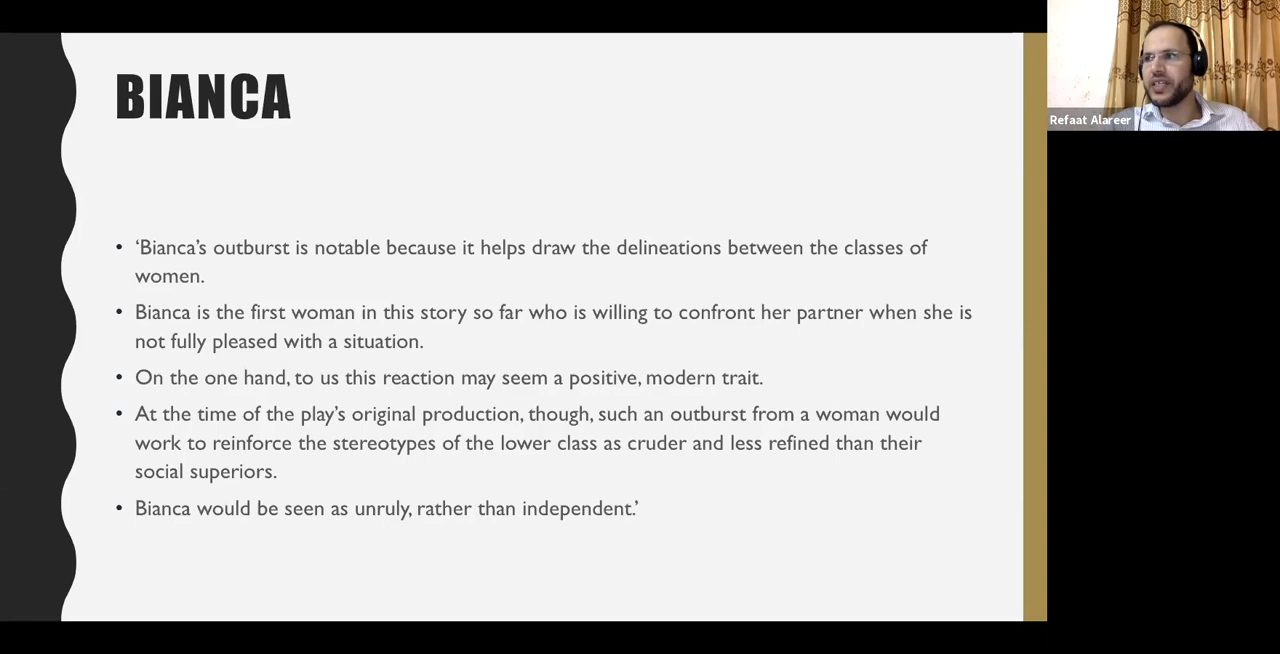 BIANCA
• ‘Bianca’s outburst is notable because it helps draw the delineations between the classes of
women.
• Bianca is the first woman in this story so far who is willing to confront her partner when she is
not fully pleased with a situation.
• On the one hand, to us this reaction may seem a positive, modern trait.
• At the time of the play’s original production, though, such an outburst from a woman would
work to reinforce the stereotypes of the lower class as cruder and less refined than their
social superiors.
• Bianca would be seen as unruly, rather than independent.’
Refaat Alareer